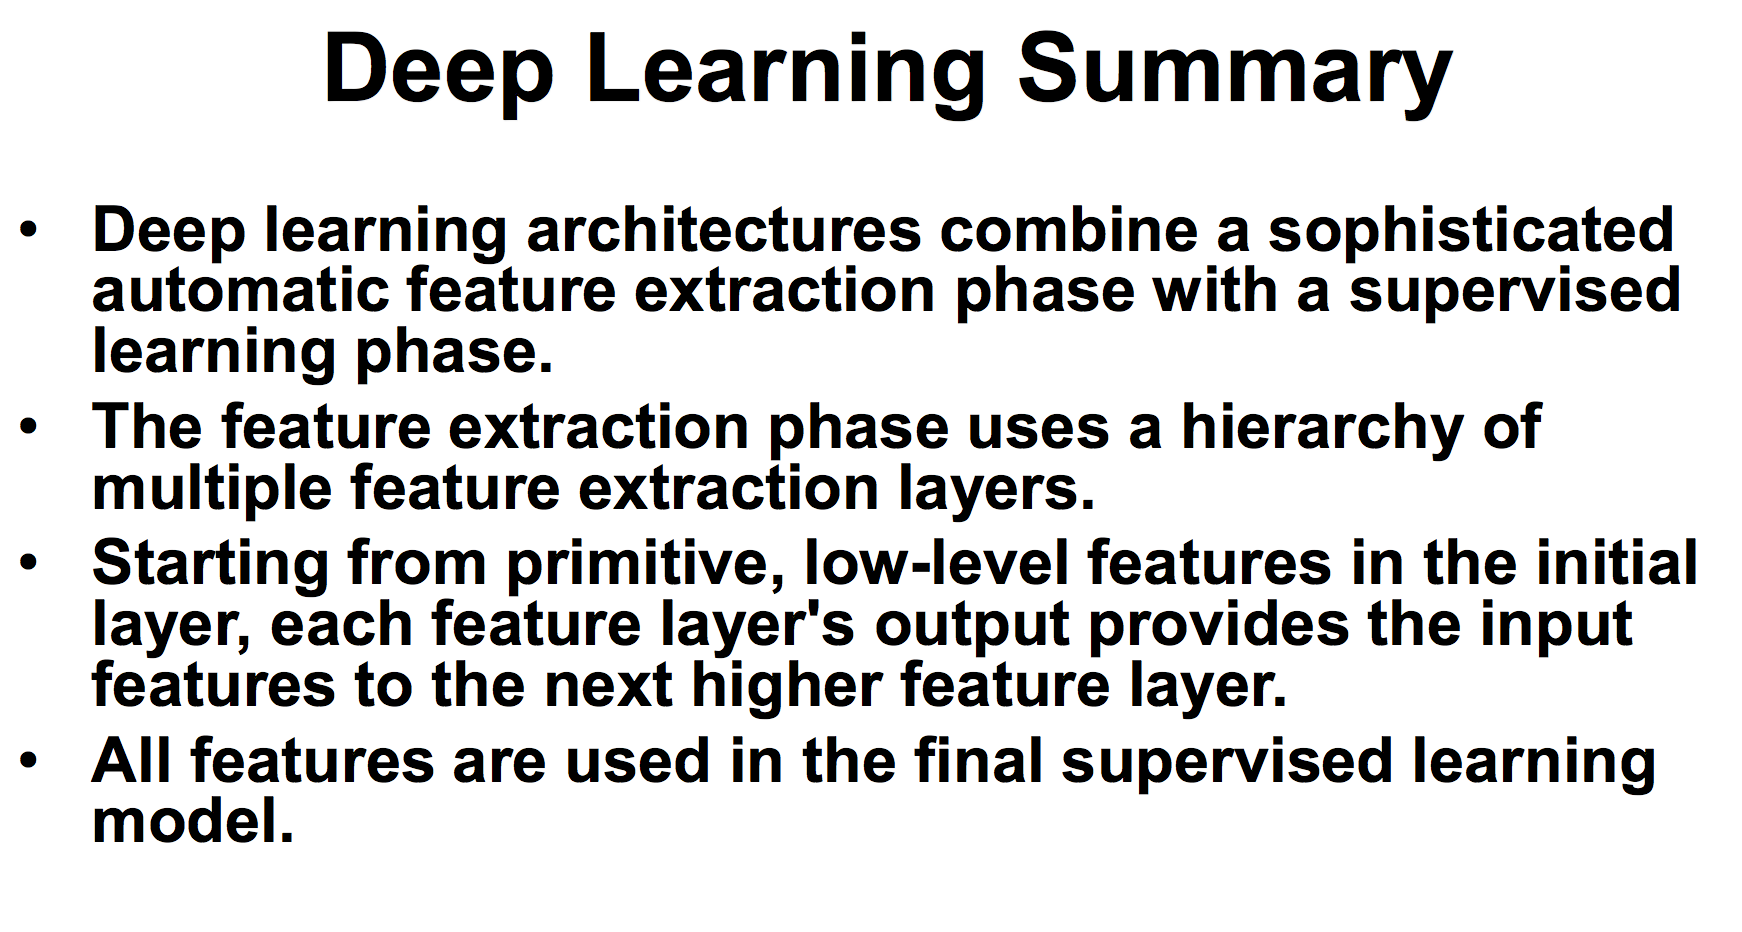 Deep Learning Summary
• Deep learning architectures combine a sophisticated
automatic feature extraction phase with a supervised
learning phase.
• The feature extraction phase uses a hierarchy of
multiple feature extraction layers.
• Starting from primitive, low-level features in the initial
layer, each feature layer's output provides the input
features to the next higher feature layer.
• All features are used in the final supervised learning
model.